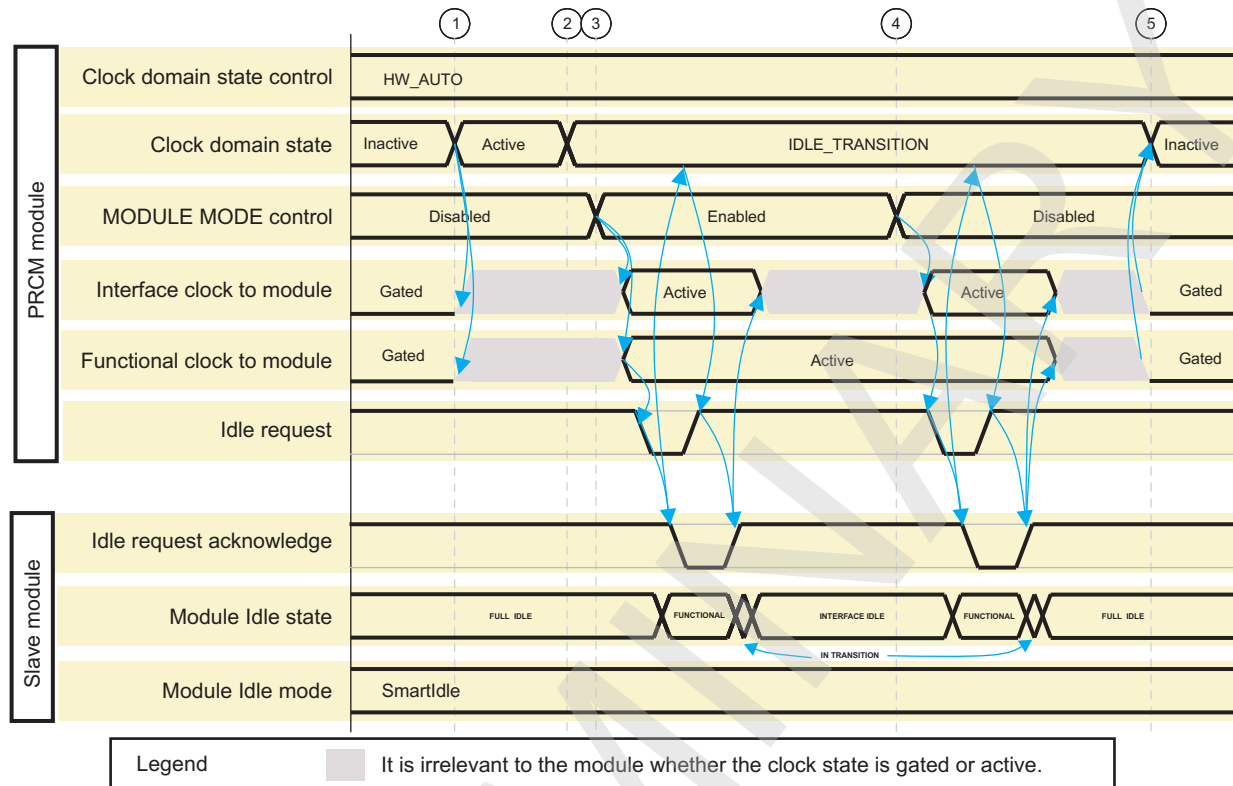 1 2 3 4 5
PRCM module
Clock domain state control HW_AUTO
Clock domain state Inactive Active IDLE_TRANSITION Inactive
MODULE MODE control Disabled Enabled Disabled
Interface clock to module Gated Active Active Gated
Functional clock to module Gated Active Gated
Idle request
Slave module
Idle request acknowledge
Module Idle state FULL IDLE FUNCTIONAL INTERFACE IDLE FUNCTIONAL FULL IDLE
IN TRANSITION
Module Idle mode SmartIdle
Legend It is irrelevant to the module whether the clock state is gated or active.
MINARY